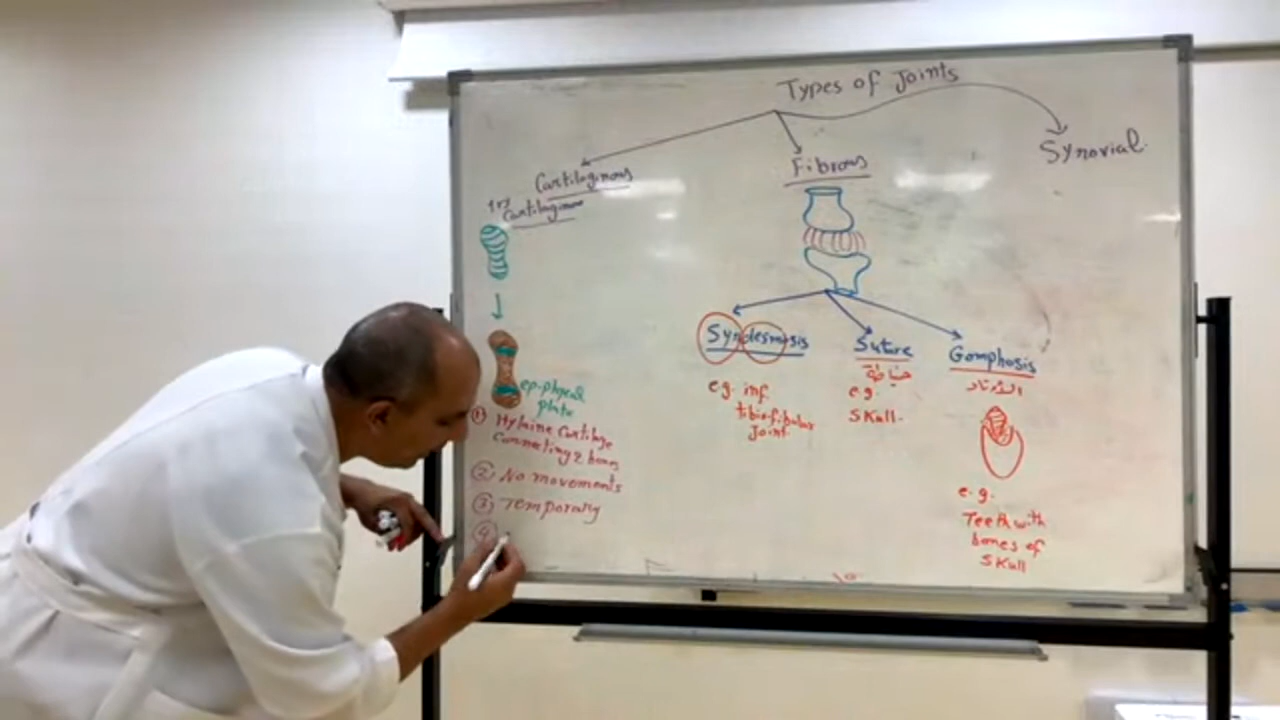 Types of Joints
Cartilaginous
Fibrous
Synovial
1ry
Cartilaginous
ep-physeal
plate
① Hylaine Cartilage
Connecting 2 bones
② No movements
③ Temporary
④
Syndesmosis
e.g. inf.
tibiofibular
Joint.
Suture
خياطة
e.g.
Skull.
Gomphosis
e.g.
Teeth with
bones of
Skull